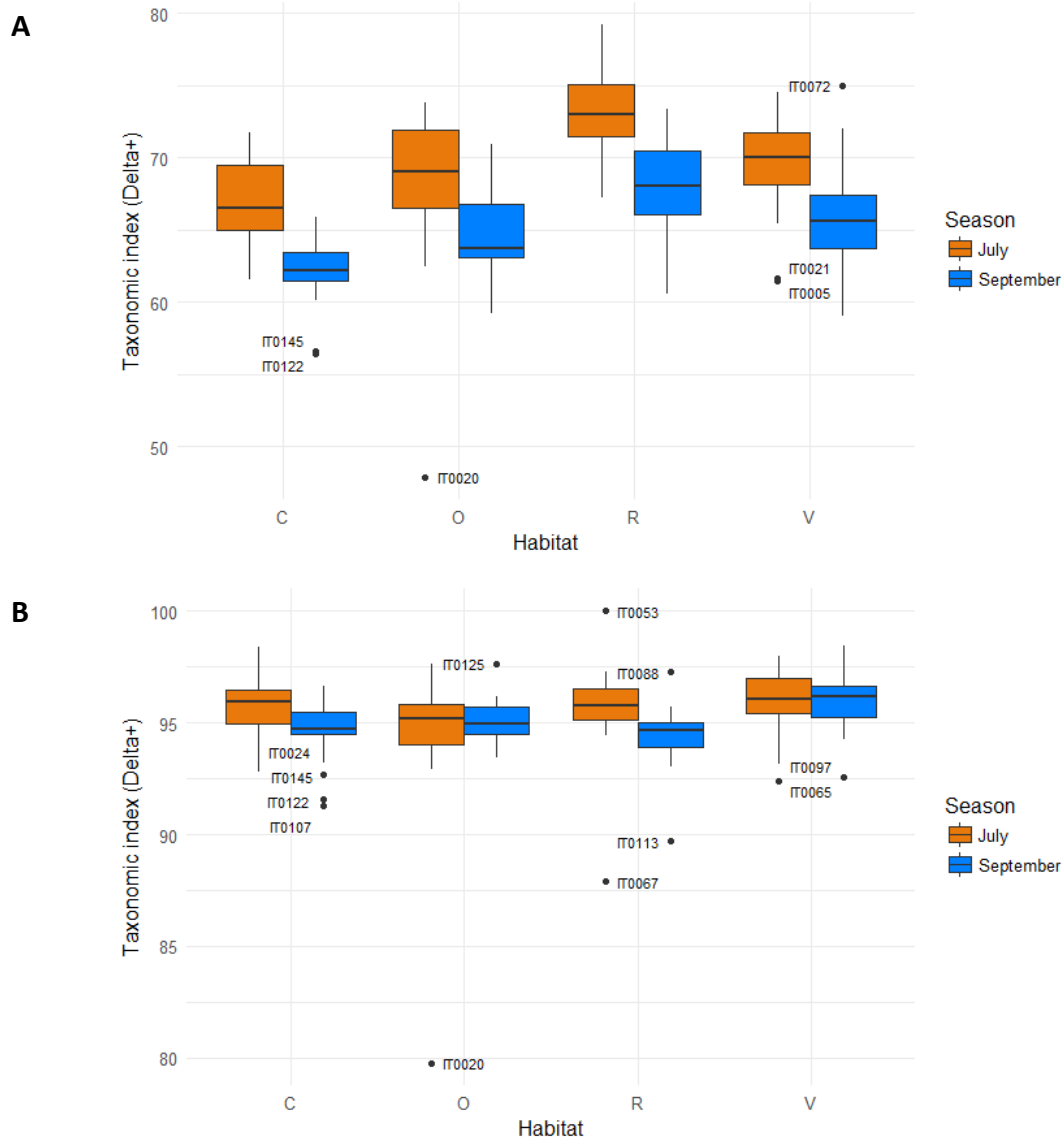 A
80
70
60
50
Taxonomic index (Delta+)
IT0145
IT0122
IT0020
IT0072
IT0021
IT0005
C O R V
Habitat
Season
July
September
B
100
95
90
85
80
Taxonomic index (Delta+)
IT0024
IT0145
IT0122
IT0107
IT0125
IT0020
IT0053
IT0088
IT0113
IT0067
IT0097
IT0065
C O R V
Habitat
Season
July
September